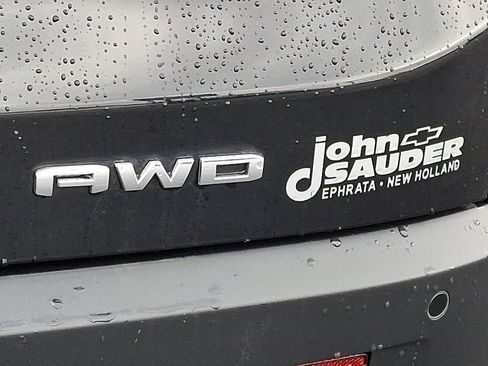 AWD
John
SAUDER
EPHRATA • NEW HOLLAND